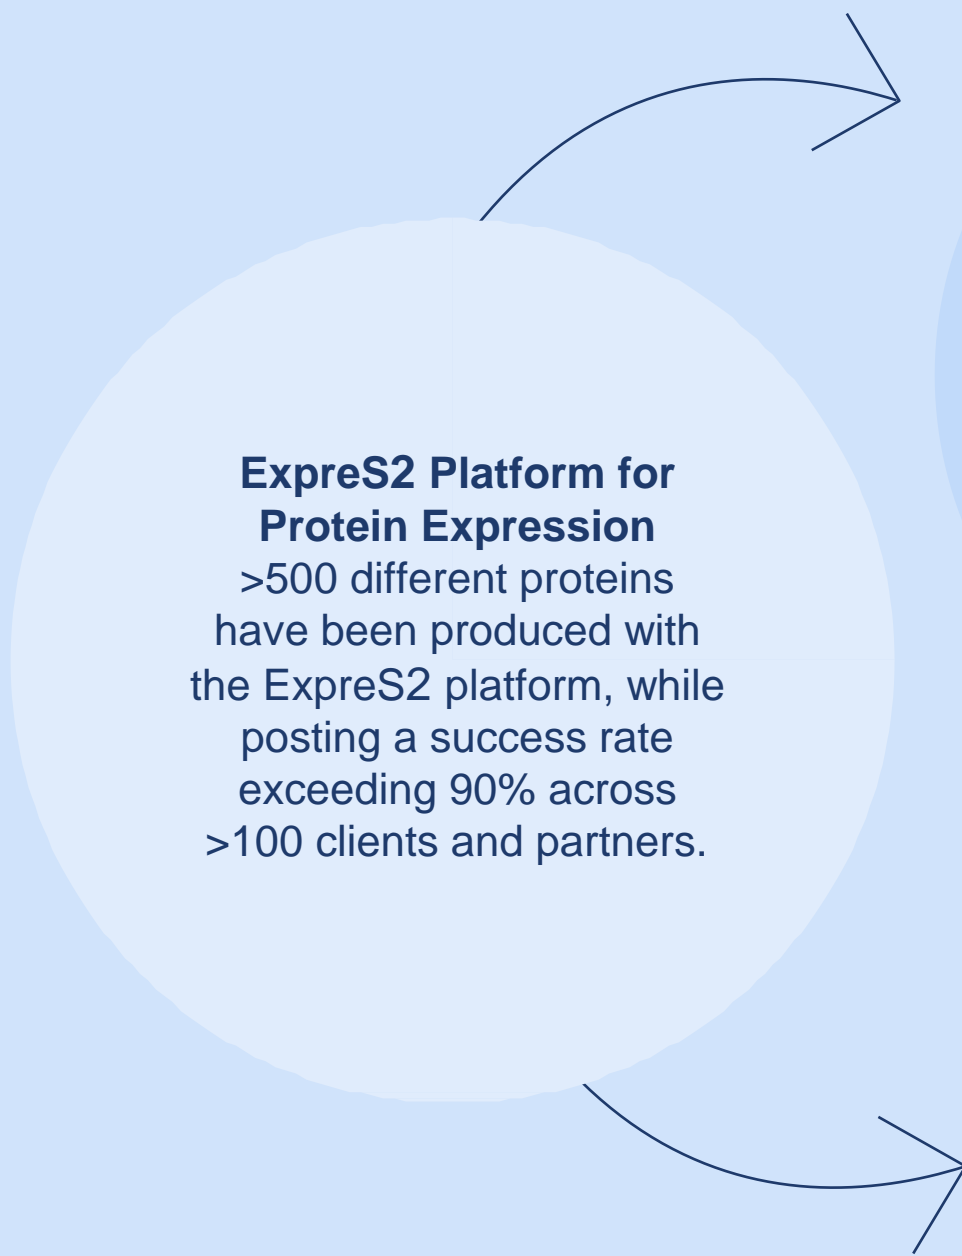 ExpreS2 Platform for
Protein Expression
>500 different proteins
have been produced with
the ExpreS2 platform, while
posting a success rate
exceeding 90% across
>100 clients and partners.